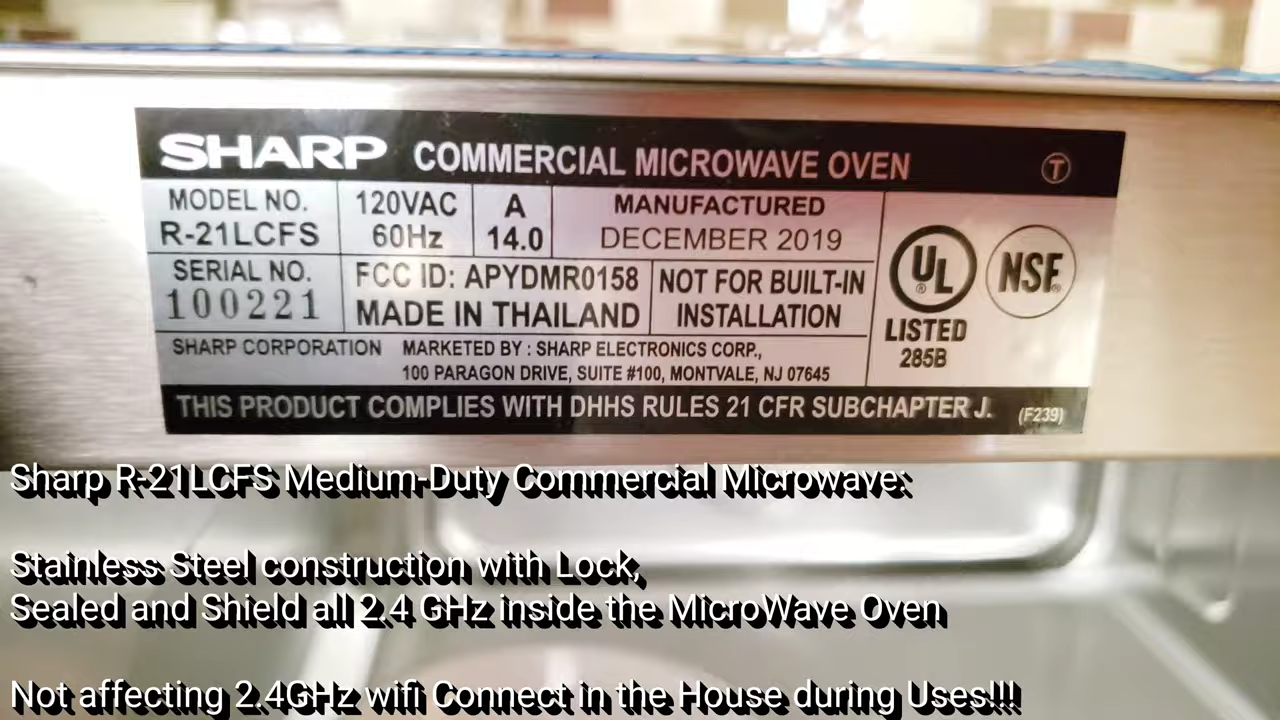 SHARP COMMERCIAL MICROWAVE OVEN T
MODEL NO.
R-21LCFS
120VAC
60Hz
A
14.0
MANUFACTURED
DECEMBER 2019
SERIAL NO.
100221
FCC ID: APYDMR0158
MADE IN THAILAND
NOT FOR BUILT-IN
INSTALLATION
UL
®
LISTED
285B
NSF®
SHARP CORPORATION MARKETED BY : SHARP ELECTRONICS CORP.,
100 PARAGON DRIVE, SUITE #100, MONTVALE, NJ 07645
THIS PRODUCT COMPLIES WITH DHHS RULES 21 CFR SUBCHAPTER J. (F239)
Sharp R-21LCFS Medium-Duty Commercial Microwave:
Stainless Steel construction with Lock,
Sealed and Shield all 2.4 GHz inside the MicroWave Oven
Not affecting 2.4GHz wifi Connect in the House during Uses!!!